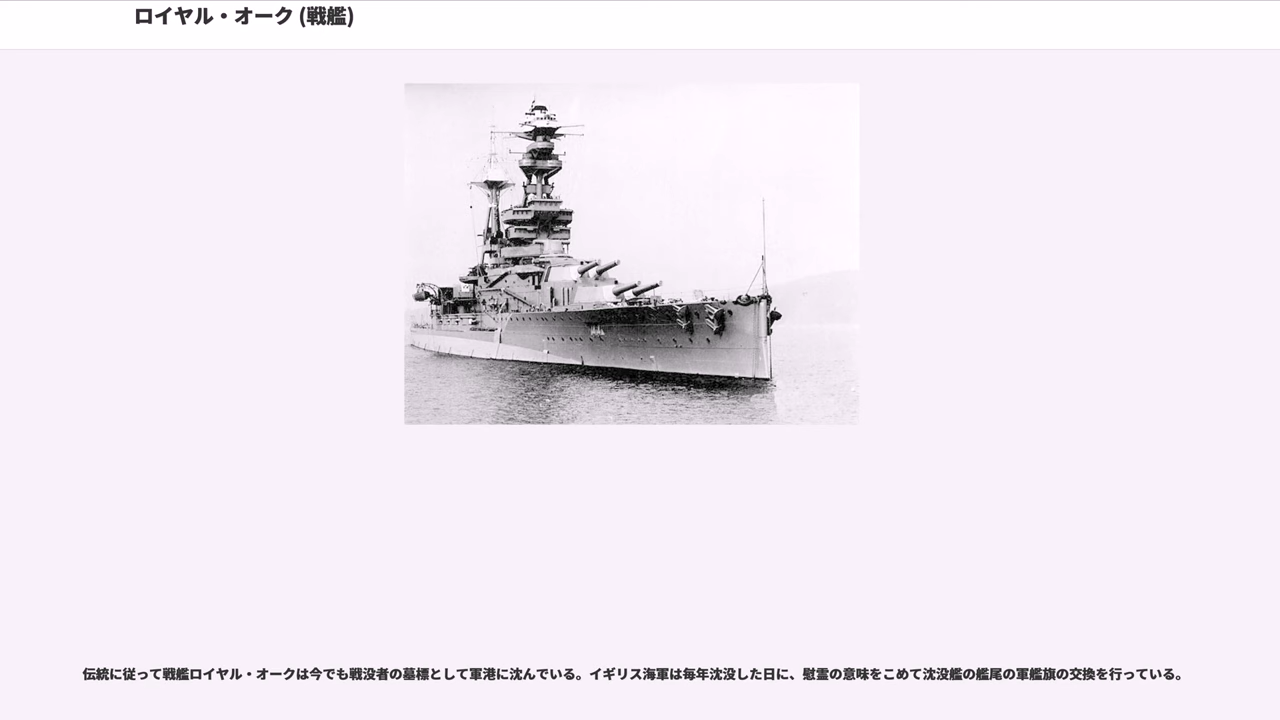 ロイヤル・オーク (戦艦)
伝統に従って戦艦ロイヤル・オークは今でも戦没者の墓標として軍港に沈んでいる。イギリス海軍は毎年沈没した日に、慰霊の意味をこめて沈没艦の艦尾の軍艦旗の交換を行っている。